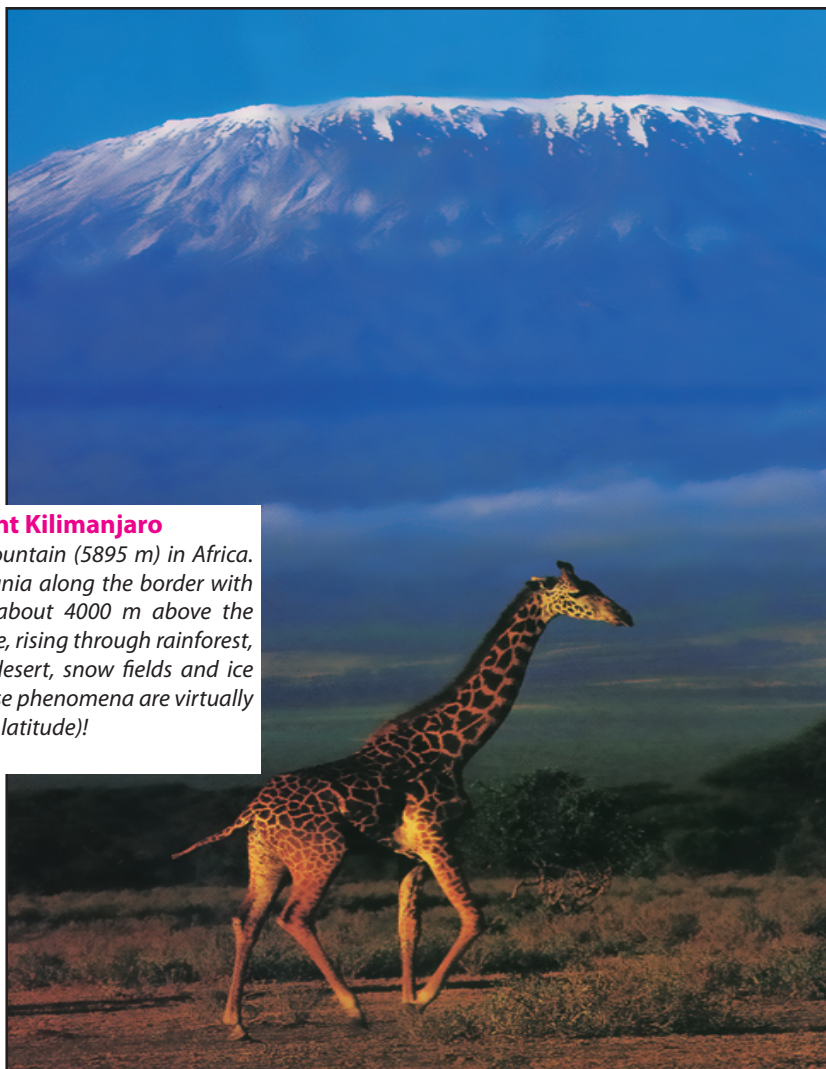 nt Kilimanjaro
ountain (5895 m) in Africa.
nia along the border with
about 4000 m above the
e, rising through rainforest,
desert, snow fields and ice
se phenomena are virtually
latitude)!